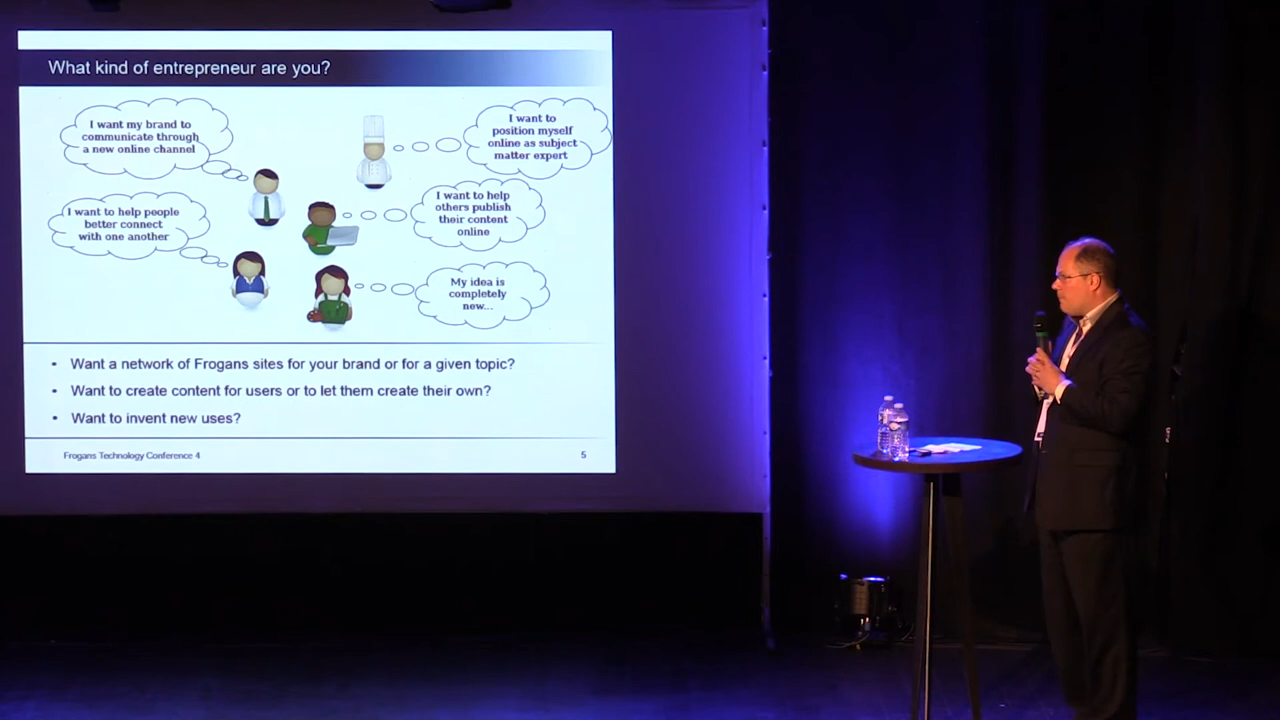 What kind of entrepreneur are you?
I want my brand to
communicate through
a new online channel
I want to
position myself
online as subject
matter expert
I want to help people
better connect
with one another
I want to help
others publish
their content
online
My idea is
completely
new...
• Want a network of Frogans sites for your brand or for a given topic?
• Want to create content for users or to let them create their own?
• Want to invent new uses?
Frogans Technology Conference 4
5